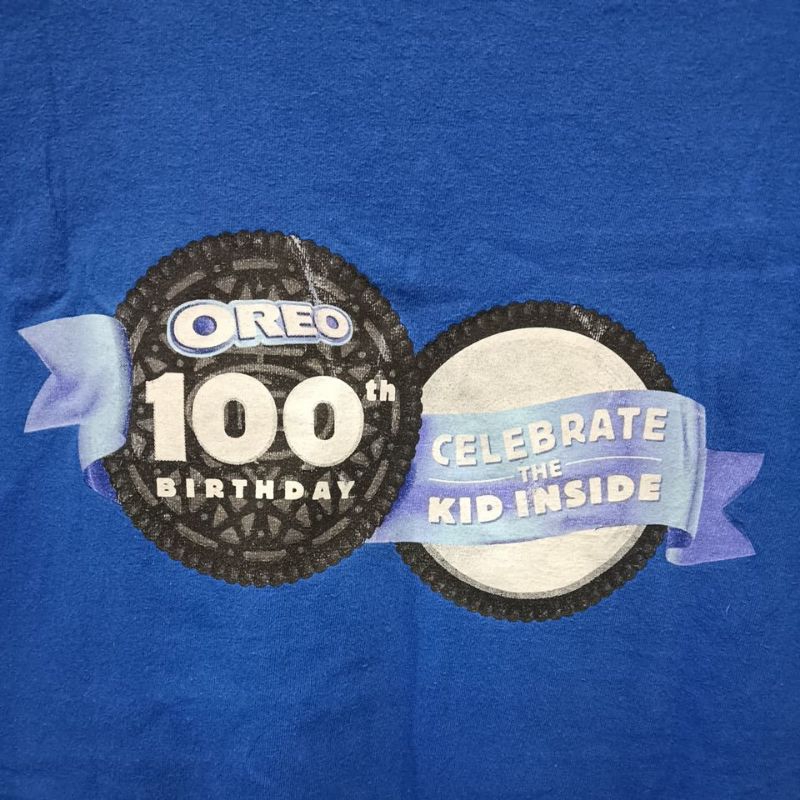 OREO
100th
BIRTHDAY
CELEBRATE
THE
KID INSIDE